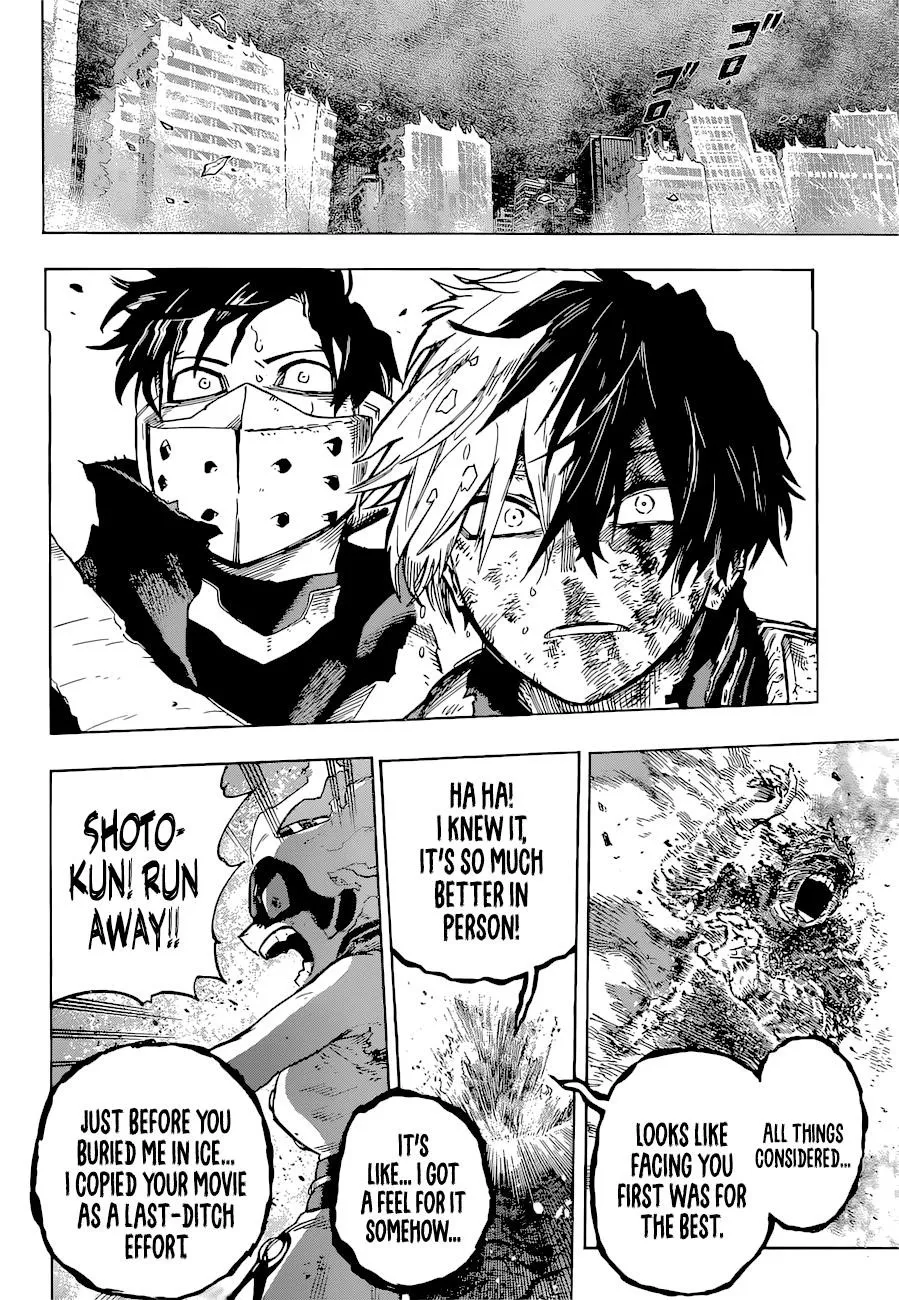 ゴロ
ゴロ
ALL THINGS
CONSIDERED...
LOOKS LIKE
FACING YOU
FIRST WAS FOR
THE BEST.
HA HA!
I KNEW IT,
IT'S SO MUCH
BETTER IN
PERSON!
IT'S
LIKE... I GOT
A FEEL FOR IT
SOMEHOW...
SHOTO-
KUN! RUN
AWAY!!
JUST BEFORE YOU
BURIED ME IN ICE...
I COPIED YOUR MOVIE
AS A LAST-DITCH
EFFORT.